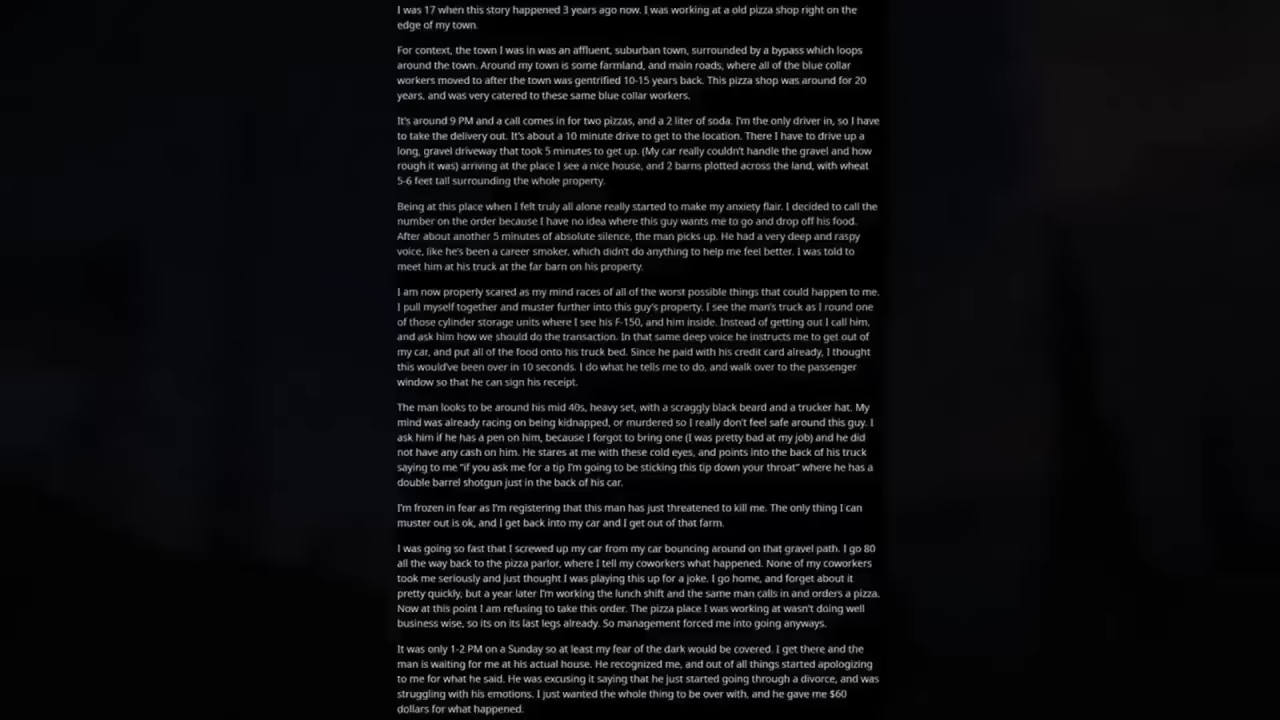 I was 17 when this story happened 3 years ago now. I was working at a old pizza shop right on the
edge of my town.
For context, the town I was in was an affluent, suburban town, surrounded by a bypass which loops
around the town. Around my town is some farmland, and main roads, where all of the blue collar
workers moved to after the town was gentrified 10-15 years back. This pizza shop was around for 20
years, and was very catered to these same blue collar workers.
It's around 9 PM and a call comes in for two pizzas, and a 2 liter of soda. I'm the only driver in, so I have
to take the delivery out. It's about a 10 minute drive to get to the location. There I have to drive up a
long, gravel driveway that took 5 minutes to get up. (My car really couldn't handle the gravel and how
rough it was) arriving at the place I see a nice house, and 2 barns plotted across the land, with wheat
5-6 feet tall surrounding the whole property.
Being at this place when I felt truly all alone really started to make my anxiety flair. I decided to call the
number on the order because I have no idea where this guy wants me to go and drop off his food.
After about another 5 minutes of absolute silence, the man picks up. He had a very deep and raspy
voice, like he's been a career smoker, which didn't do anything to help me feel better. I was told to
meet him at his truck at the far barn on his property.
I am now properly scared as my mind races of all of the worst possible things that could happen to me.
I pull myself together and muster further into this guy's property. I see the man's truck as I round one
of those cylinder storage units where I see his F-150, and him inside. Instead of getting out I call him,
and ask him how we should do the transaction. In that same deep voice he instructs me to get out of
my car, and put all of the food onto his truck bed. Since he paid with his credit card already, I thought
this would've been over in 10 seconds. I do what he tells me to do, and walk over to the passenger
window so that he can sign his receipt.
The man looks to be around his mid 40s, heavy set, with a scraggly black beard and a trucker hat. My
mind was already racing on being kidnapped, or murdered so I really don't feel safe around this guy. I
ask him if he has a pen on him, because I forgot to bring one (I was pretty bad at my job) and he did
not have any cash on him. He stares at me with these cold eyes, and points into the back of his truck
saying to me "if you ask me for a tip I'm going to be sticking this tip down your throat" where he has a
double barrel shotgun just in the back of his car.
I'm frozen in fear as I'm registering that this man has just threatened to kill me. The only thing I can
muster out is ok, and I get back into my car and I get out of that farm.
I was going so fast that I screwed up my car from my car bouncing around on that gravel path. I go 80
all the way back to the pizza parlor, where I tell my coworkers what happened. None of my coworkers
took me seriously and just thought I was playing this up for a joke. I go home, and forget about it
pretty quickly, but a year later I'm working the lunch shift and the same man calls in and orders a pizza.
Now at this point I am refusing to take this order. The pizza place I was working at wasn't doing well
business wise, so its on its last legs already. So management forced me into going anyways.
It was only 1-2 PM on a Sunday so at least my fear of the dark would be covered. I get there and the
man is waiting for me at his actual house. He recognized me, and out of all things started apologizing
to me for what he said. He was excusing it saying that he just started going through a divorce, and was
struggling with his emotions. I just wanted the whole thing to be over with, and he gave me $60
dollars for what happened.